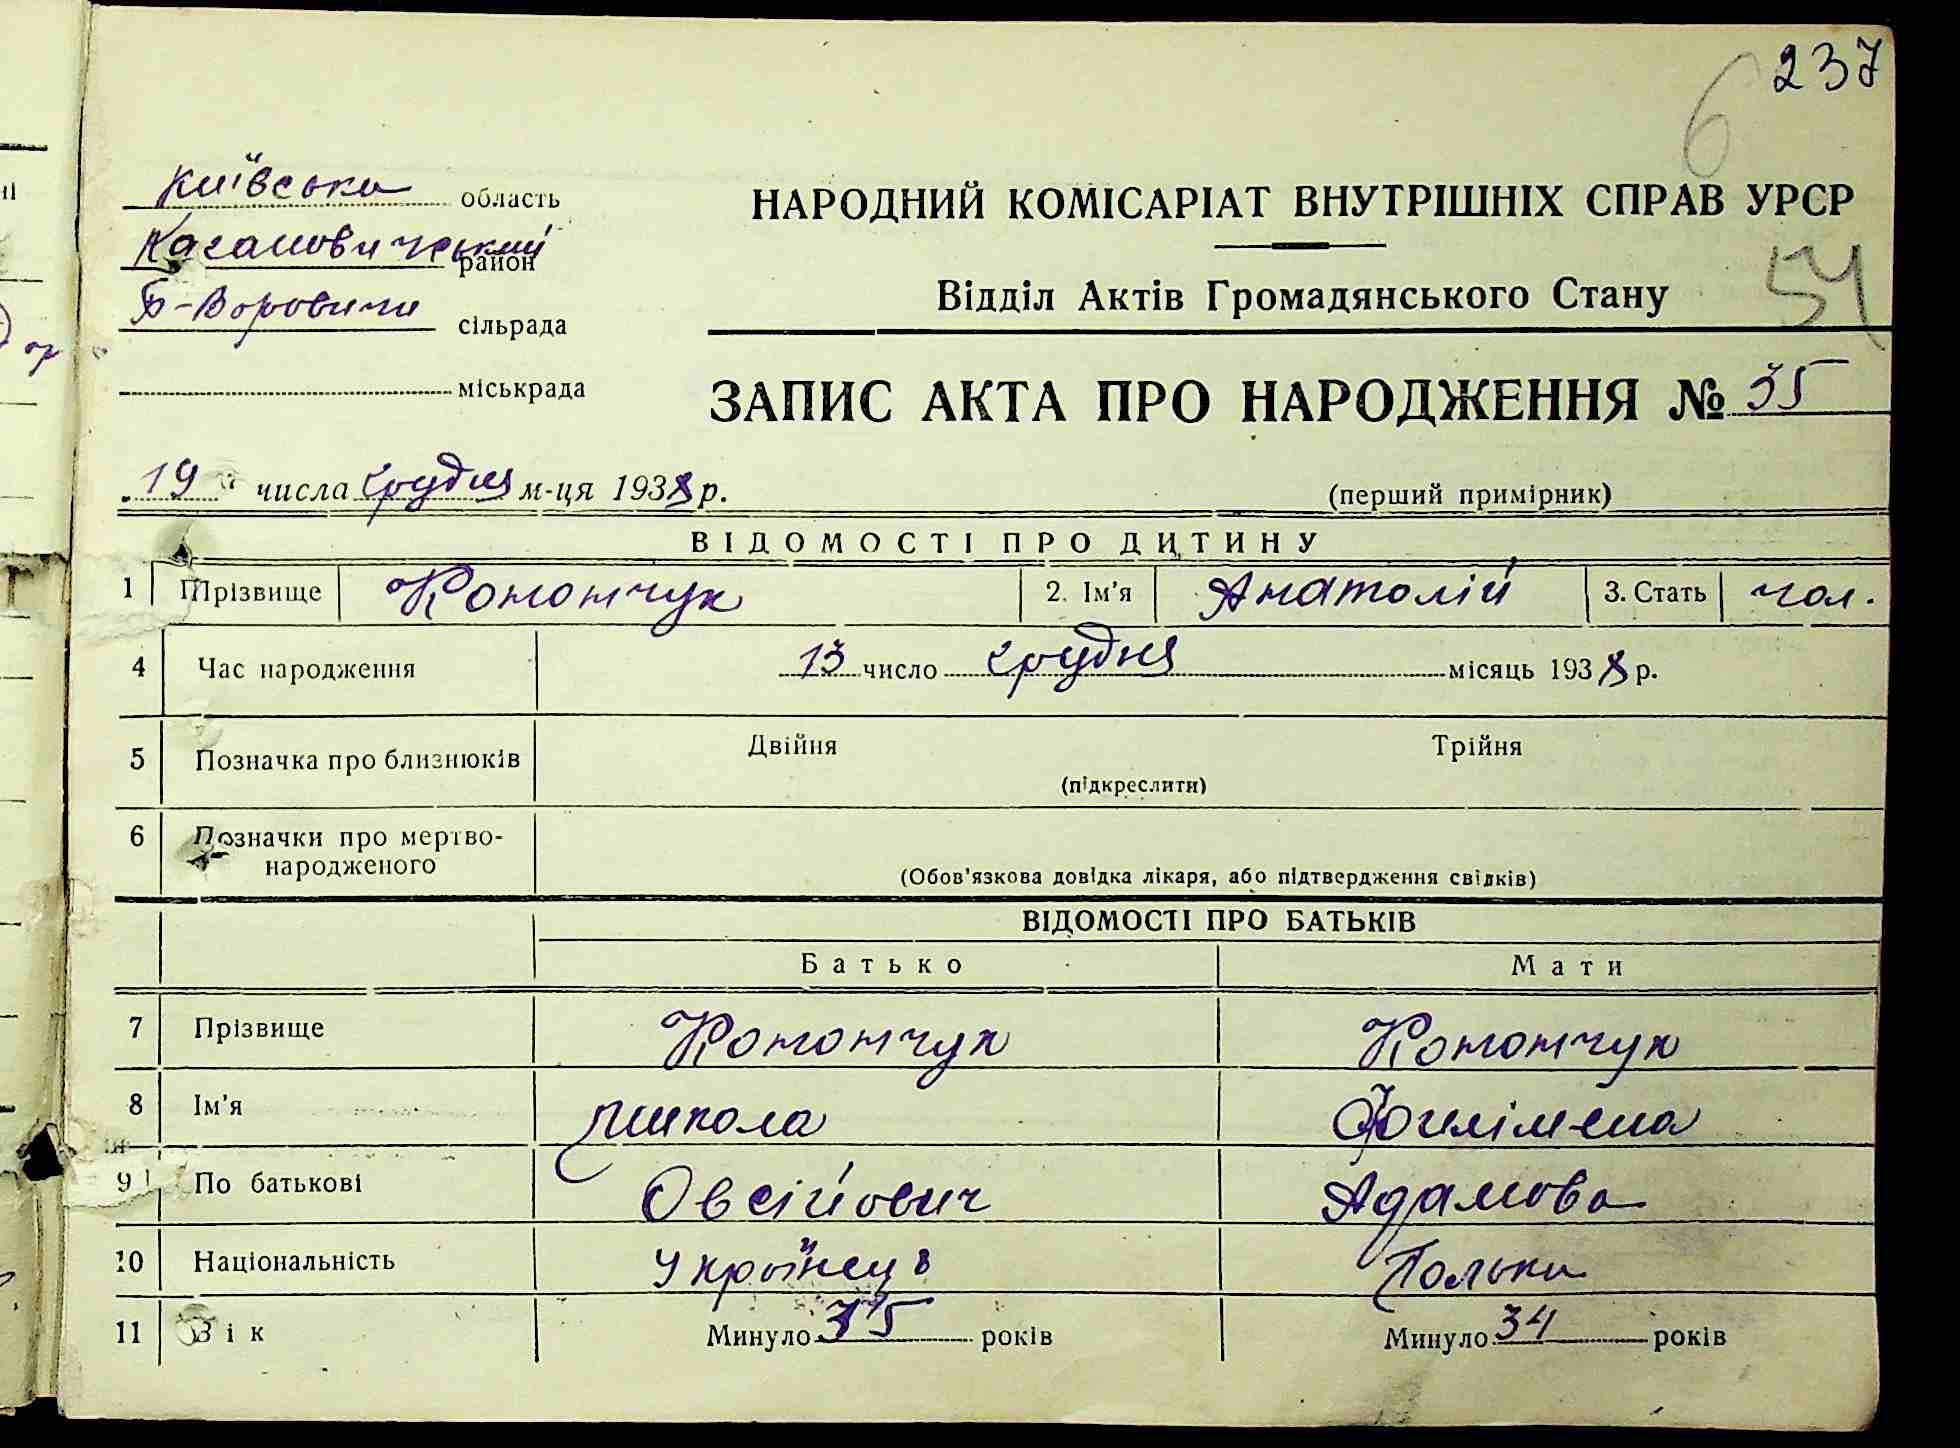 237
6
Київська область
НАРОДНИЙ КОМІСАРІАТ ВНУТРІШНІХ СПРАВ УРСР
Кагановичський район
54
Відділ Актів Громадянського Стану
Б-Воровичи сільрада
міськрада
ЗАПИС АКТА ПРО НАРОДЖЕННЯ № 35
„19“ числа грудня м-ця 1938 р.
(перший примірник)
ВІДОМОСТІ ПРО ДИТИНУ
1 Прізвище 2. Ім'я Анатолій 3. Стать чол.
4 Час народження 13 число грудня місяць 1938 р.
5 Позначка про близнюків Двійня Трійня
(підкреслити)
6 Позначки про мертво-
народженого
(Обов'язкова довідка лікаря, або підтвердження свідків)
ВІДОМОСТІ ПРО БАТЬКІВ
Батько Мати
7 Прізвище
8 Ім'я Микола
9 По батькові Овсійович Адамова
10 Національність Українець Полька
11 Вік Минуло 35 років Минуло 34 років